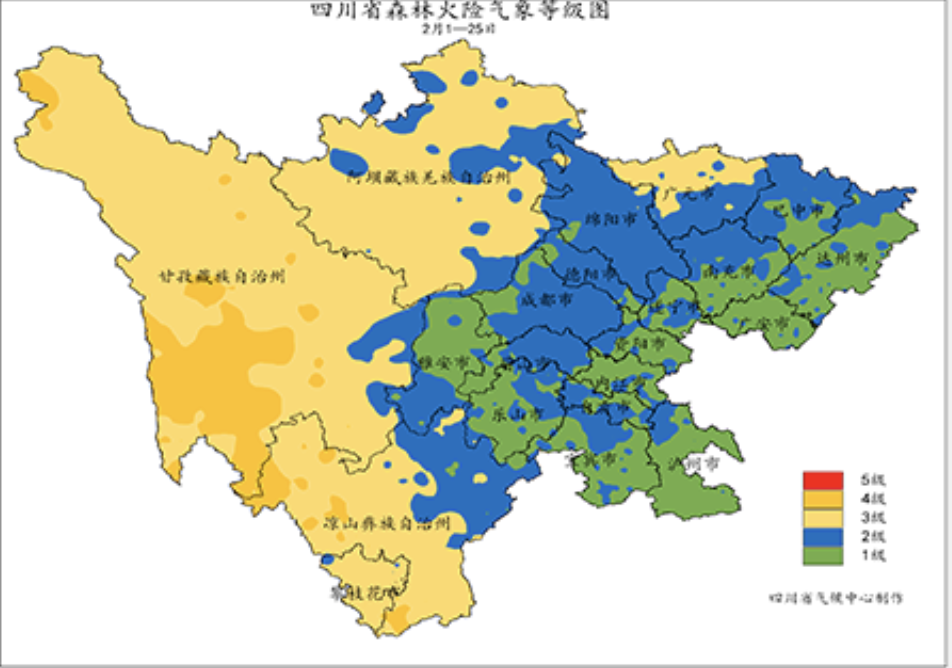 四川省森林火险气象等级图
2月1—25日
阿坝藏族羌族自治州
广元市
绵阳市
巴中市
甘孜藏族自治州
德阳市
南充市
达州市
成都市
遂宁市
广安市
资阳市
雅安市
眉山市
内江市
乐山市
自贡市
宜宾市
泸州市
凉山彝族自治州
攀枝花市
5级
4级
3级
2级
1级
四川省气候中心制作